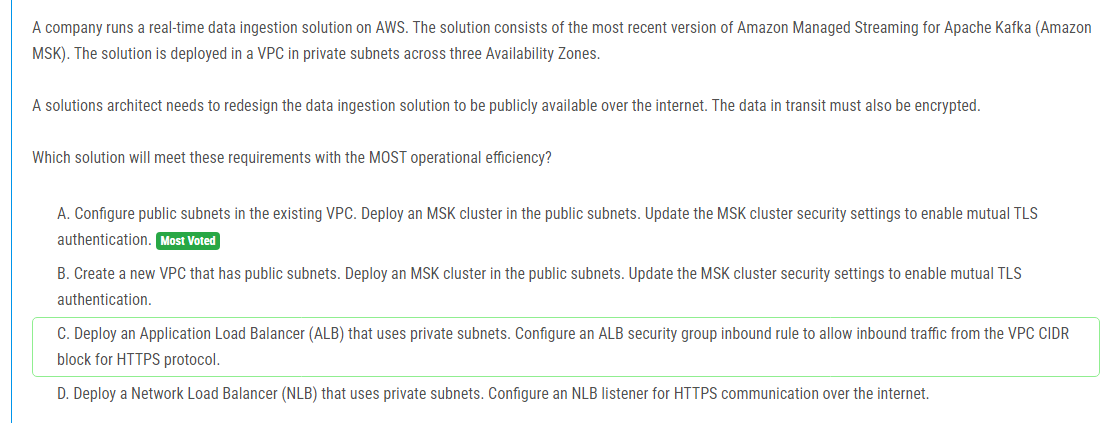 A company runs a real-time data ingestion solution on AWS. The solution consists of the most recent version of Amazon Managed Streaming for Apache Kafka (Amazon
MSK). The solution is deployed in a VPC in private subnets across three Availability Zones.
A solutions architect needs to redesign the data ingestion solution to be publicly available over the internet. The data in transit must also be encrypted.
Which solution will meet these requirements with the MOST operational efficiency?
A. Configure public subnets in the existing VPC. Deploy an MSK cluster in the public subnets. Update the MSK cluster security settings to enable mutual TLS
authentication. Most Voted
B. Create a new VPC that has public subnets. Deploy an MSK cluster in the public subnets. Update the MSK cluster security settings to enable mutual TLS
authentication.
C. Deploy an Application Load Balancer (ALB) that uses private subnets. Configure an ALB security group inbound rule to allow inbound traffic from the VPC CIDR
block for HTTPS protocol.
D. Deploy a Network Load Balancer (NLB) that uses private subnets. Configure an NLB listener for HTTPS communication over the internet.